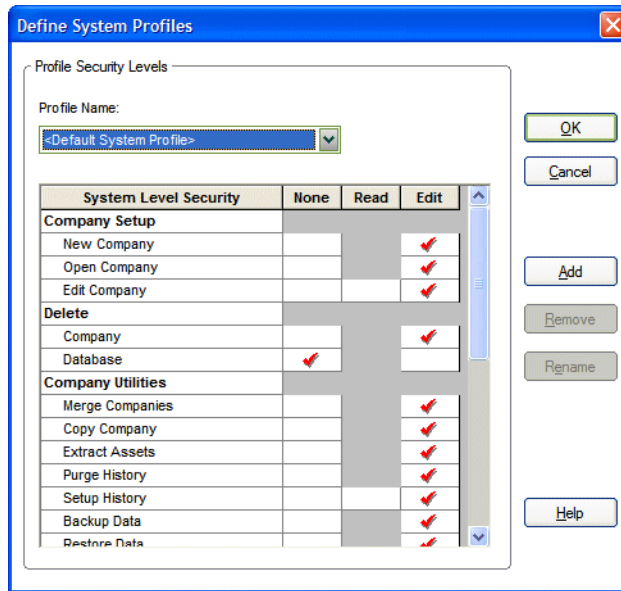 Define System Profiles
Profile Security Levels
Profile Name:
<Default System Profile>
OK
Cancel
System Level Security None Read Edit
Company Setup
New Company
Open Company
Edit Company
Delete
Company
Database
Company Utilities
Merge Companies
Copy Company
Extract Assets
Purge History
Setup History
Backup Data
Restore Data
Add
Remove
Rename
Help